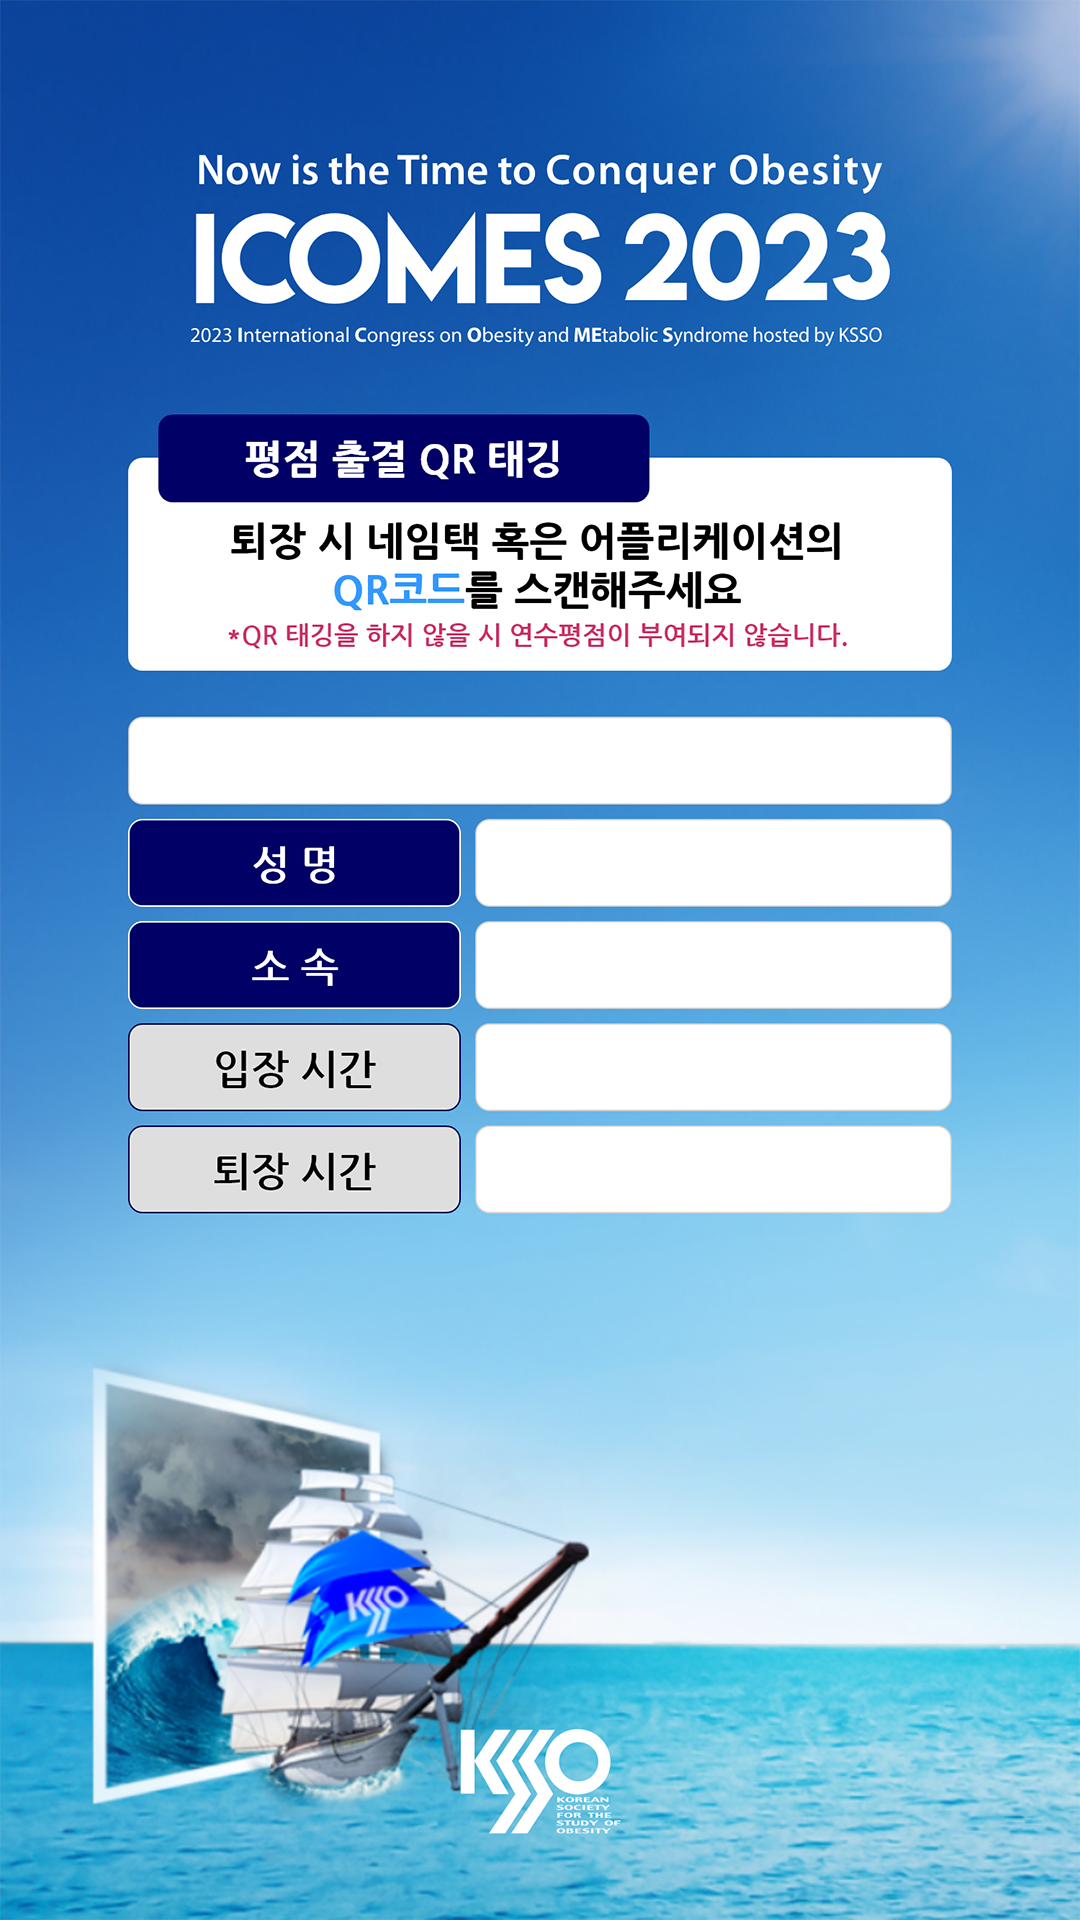 Now is the Time to Conquer Obesity
ICOMES 2023
2023 International Congress on Obesity and MEtabolic Syndrome hosted by KSSO
평점 출결 QR 태깅
퇴장 시 네임택 혹은 어플리케이션의
QR코드를 스캔해주세요
*QR 태깅을 하지 않을 시 연수평점이 부여되지 않습니다.
성 명
소 속
입장 시간
퇴장 시간
KSSO
KSSO
KOREAN
SOCIETY
FOR THE
STUDY OF
OBESITY